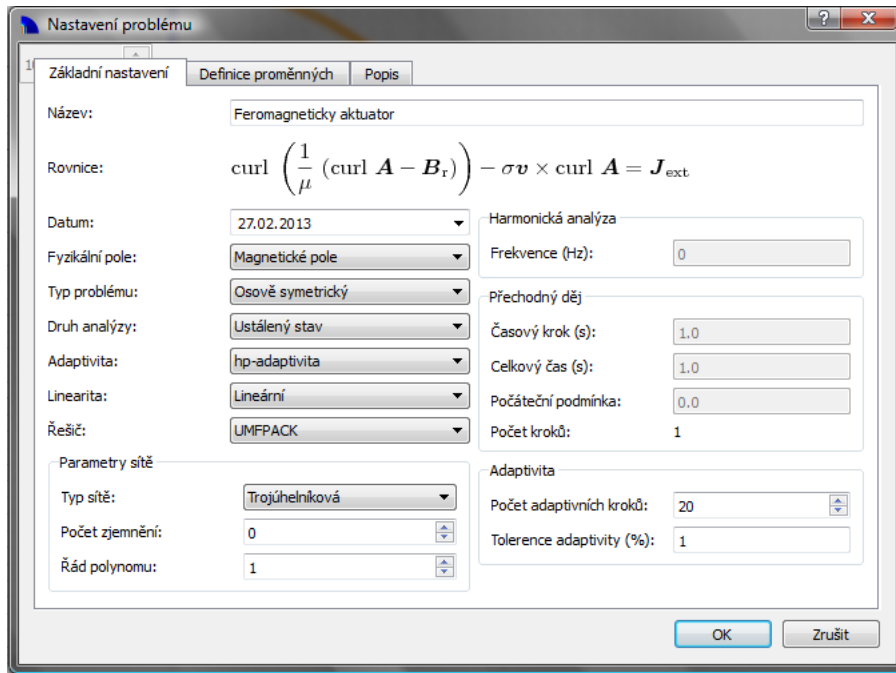 Nastavení problému
Základní nastavení
Definice proměnných
Popis
Název:
Feromagneticky aktuator
Rovnice:
curl (1/μ (curl A − B_r)) − σv × curl A = J_ext
Datum:
27.02.2013
Fyzikální pole:
Magnetické pole
Typ problému:
Osově symetrický
Druh analýzy:
Ustálený stav
Adaptivita:
hp-adaptivita
Linearita:
Lineární
Řešič:
UMFPACK
Parametry sítě
Typ sítě:
Trojúhelníková
Počet zjemnění:
0
Řád polynomu:
1
Harmonická analýza
Frekvence (Hz):
0
Přechodný děj
Časový krok (s):
1.0
Celkový čas (s):
1.0
Počáteční podmínka:
0.0
Počet kroků:
1
Adaptivita
Počet adaptivních kroků:
20
Tolerence adaptivity (%):
1
OK
Zrušit